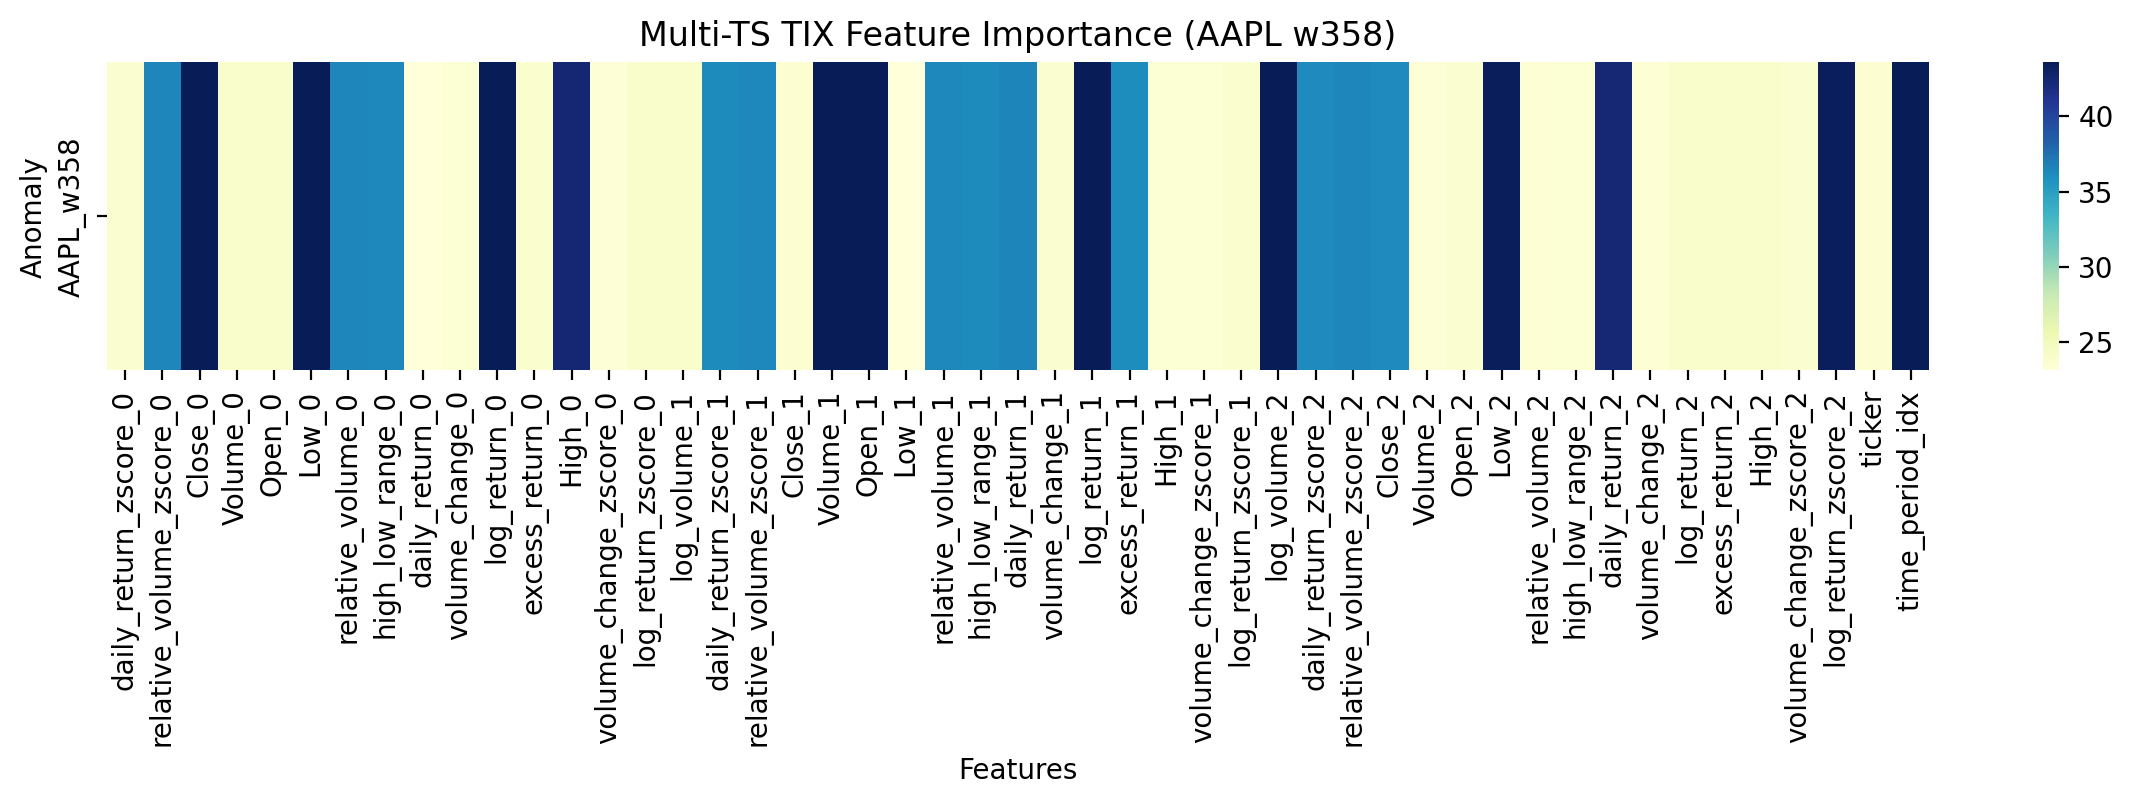 Multi-TS TIX Feature Importance (AAPL w358)
Anomaly
AAPL_w358
40
35
30
25
daily_return_zscore_0
relative_volume_zscore_0
Close_0
Volume_0
Open_0
Low_0
relative_volume_0
high_low_range_0
daily_return_0
volume_change_0
log_return_0
excess_return_0
High_0
volume_change_zscore_0
log_return_zscore_0
log_volume_1
daily_return_zscore_1
relative_volume_zscore_1
Close_1
Volume_1
Open_1
Low_1
relative_volume_1
high_low_range_1
daily_return_1
volume_change_1
log_return_1
excess_return_1
High_1
volume_change_zscore_1
log_return_zscore_1
log_volume_2
daily_return_zscore_2
relative_volume_zscore_2
Close_2
Volume_2
Open_2
Low_2
relative_volume_2
high_low_range_2
daily_return_2
volume_change_2
log_return_2
excess_return_2
High_2
volume_change_zscore_2
log_return_zscore_2
ticker
time_period_idx
Features